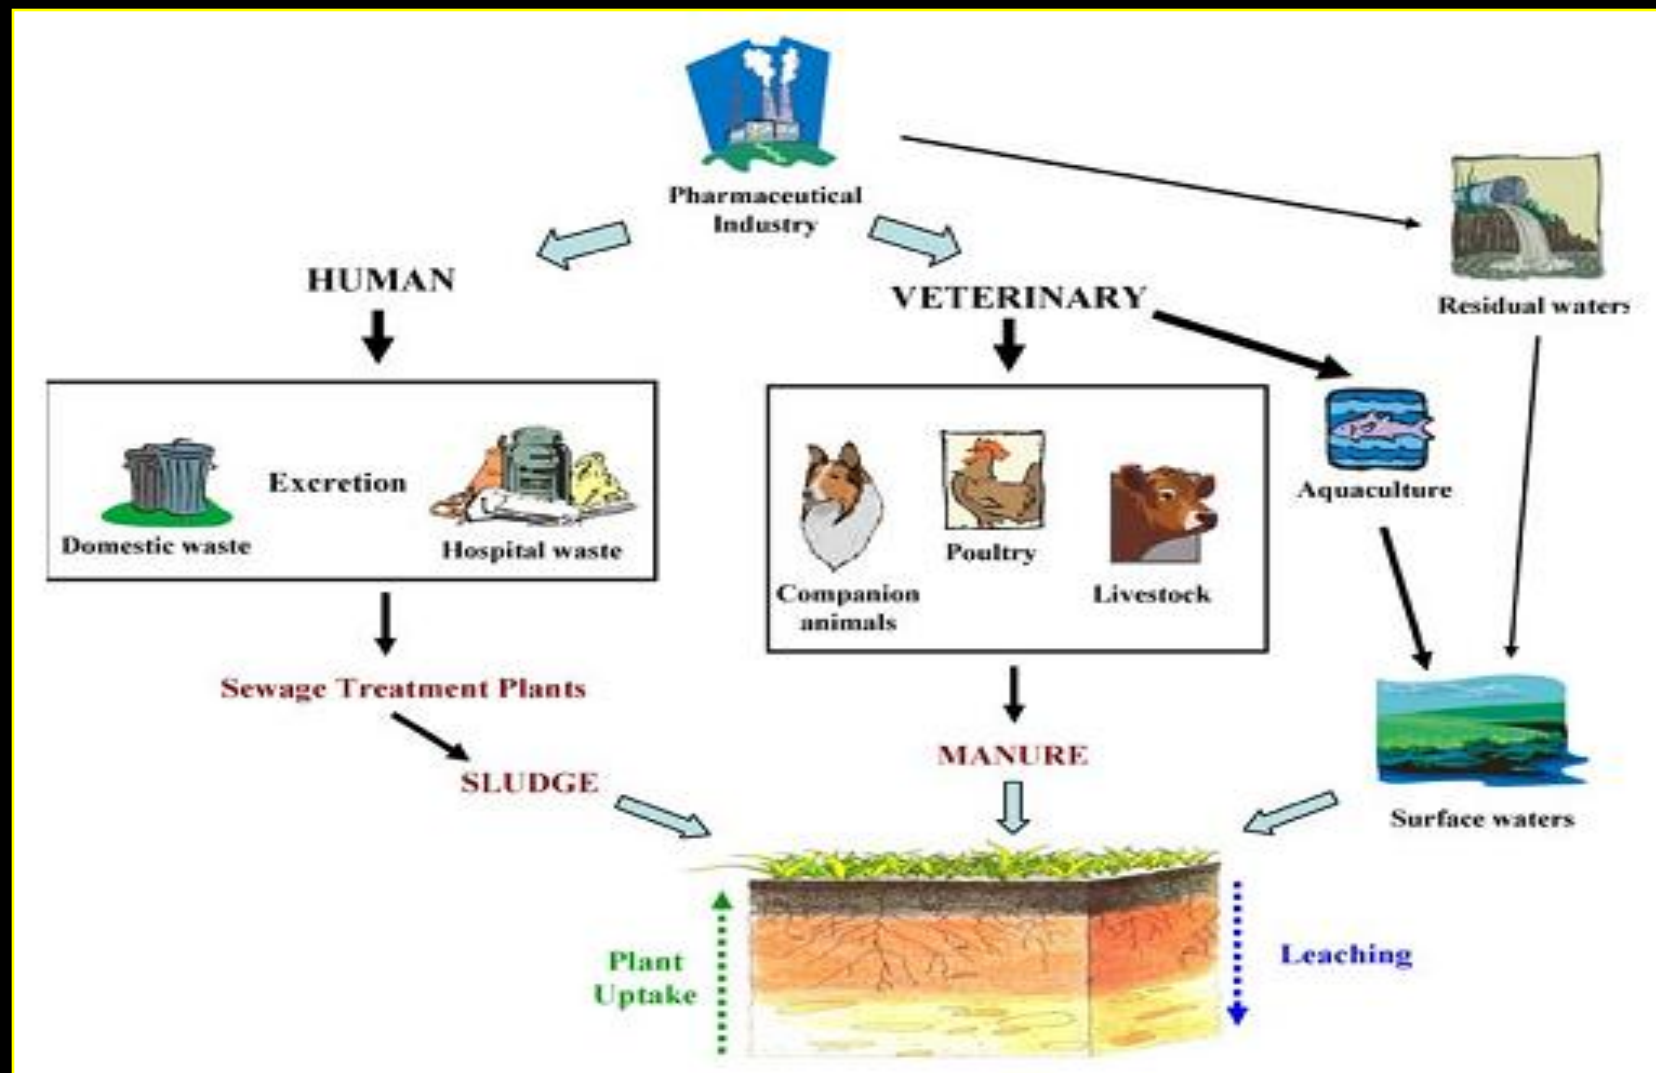 Pharmaceutical
Industry
HUMAN
VETERINARY
Residual waters
Domestic waste
Excretion
Hospital waste
Companion
animals
Poultry
Livestock
Aquaculture
Sewage Treatment Plants
SLUDGE
MANURE
Surface waters
Plant
Uptake
Leaching